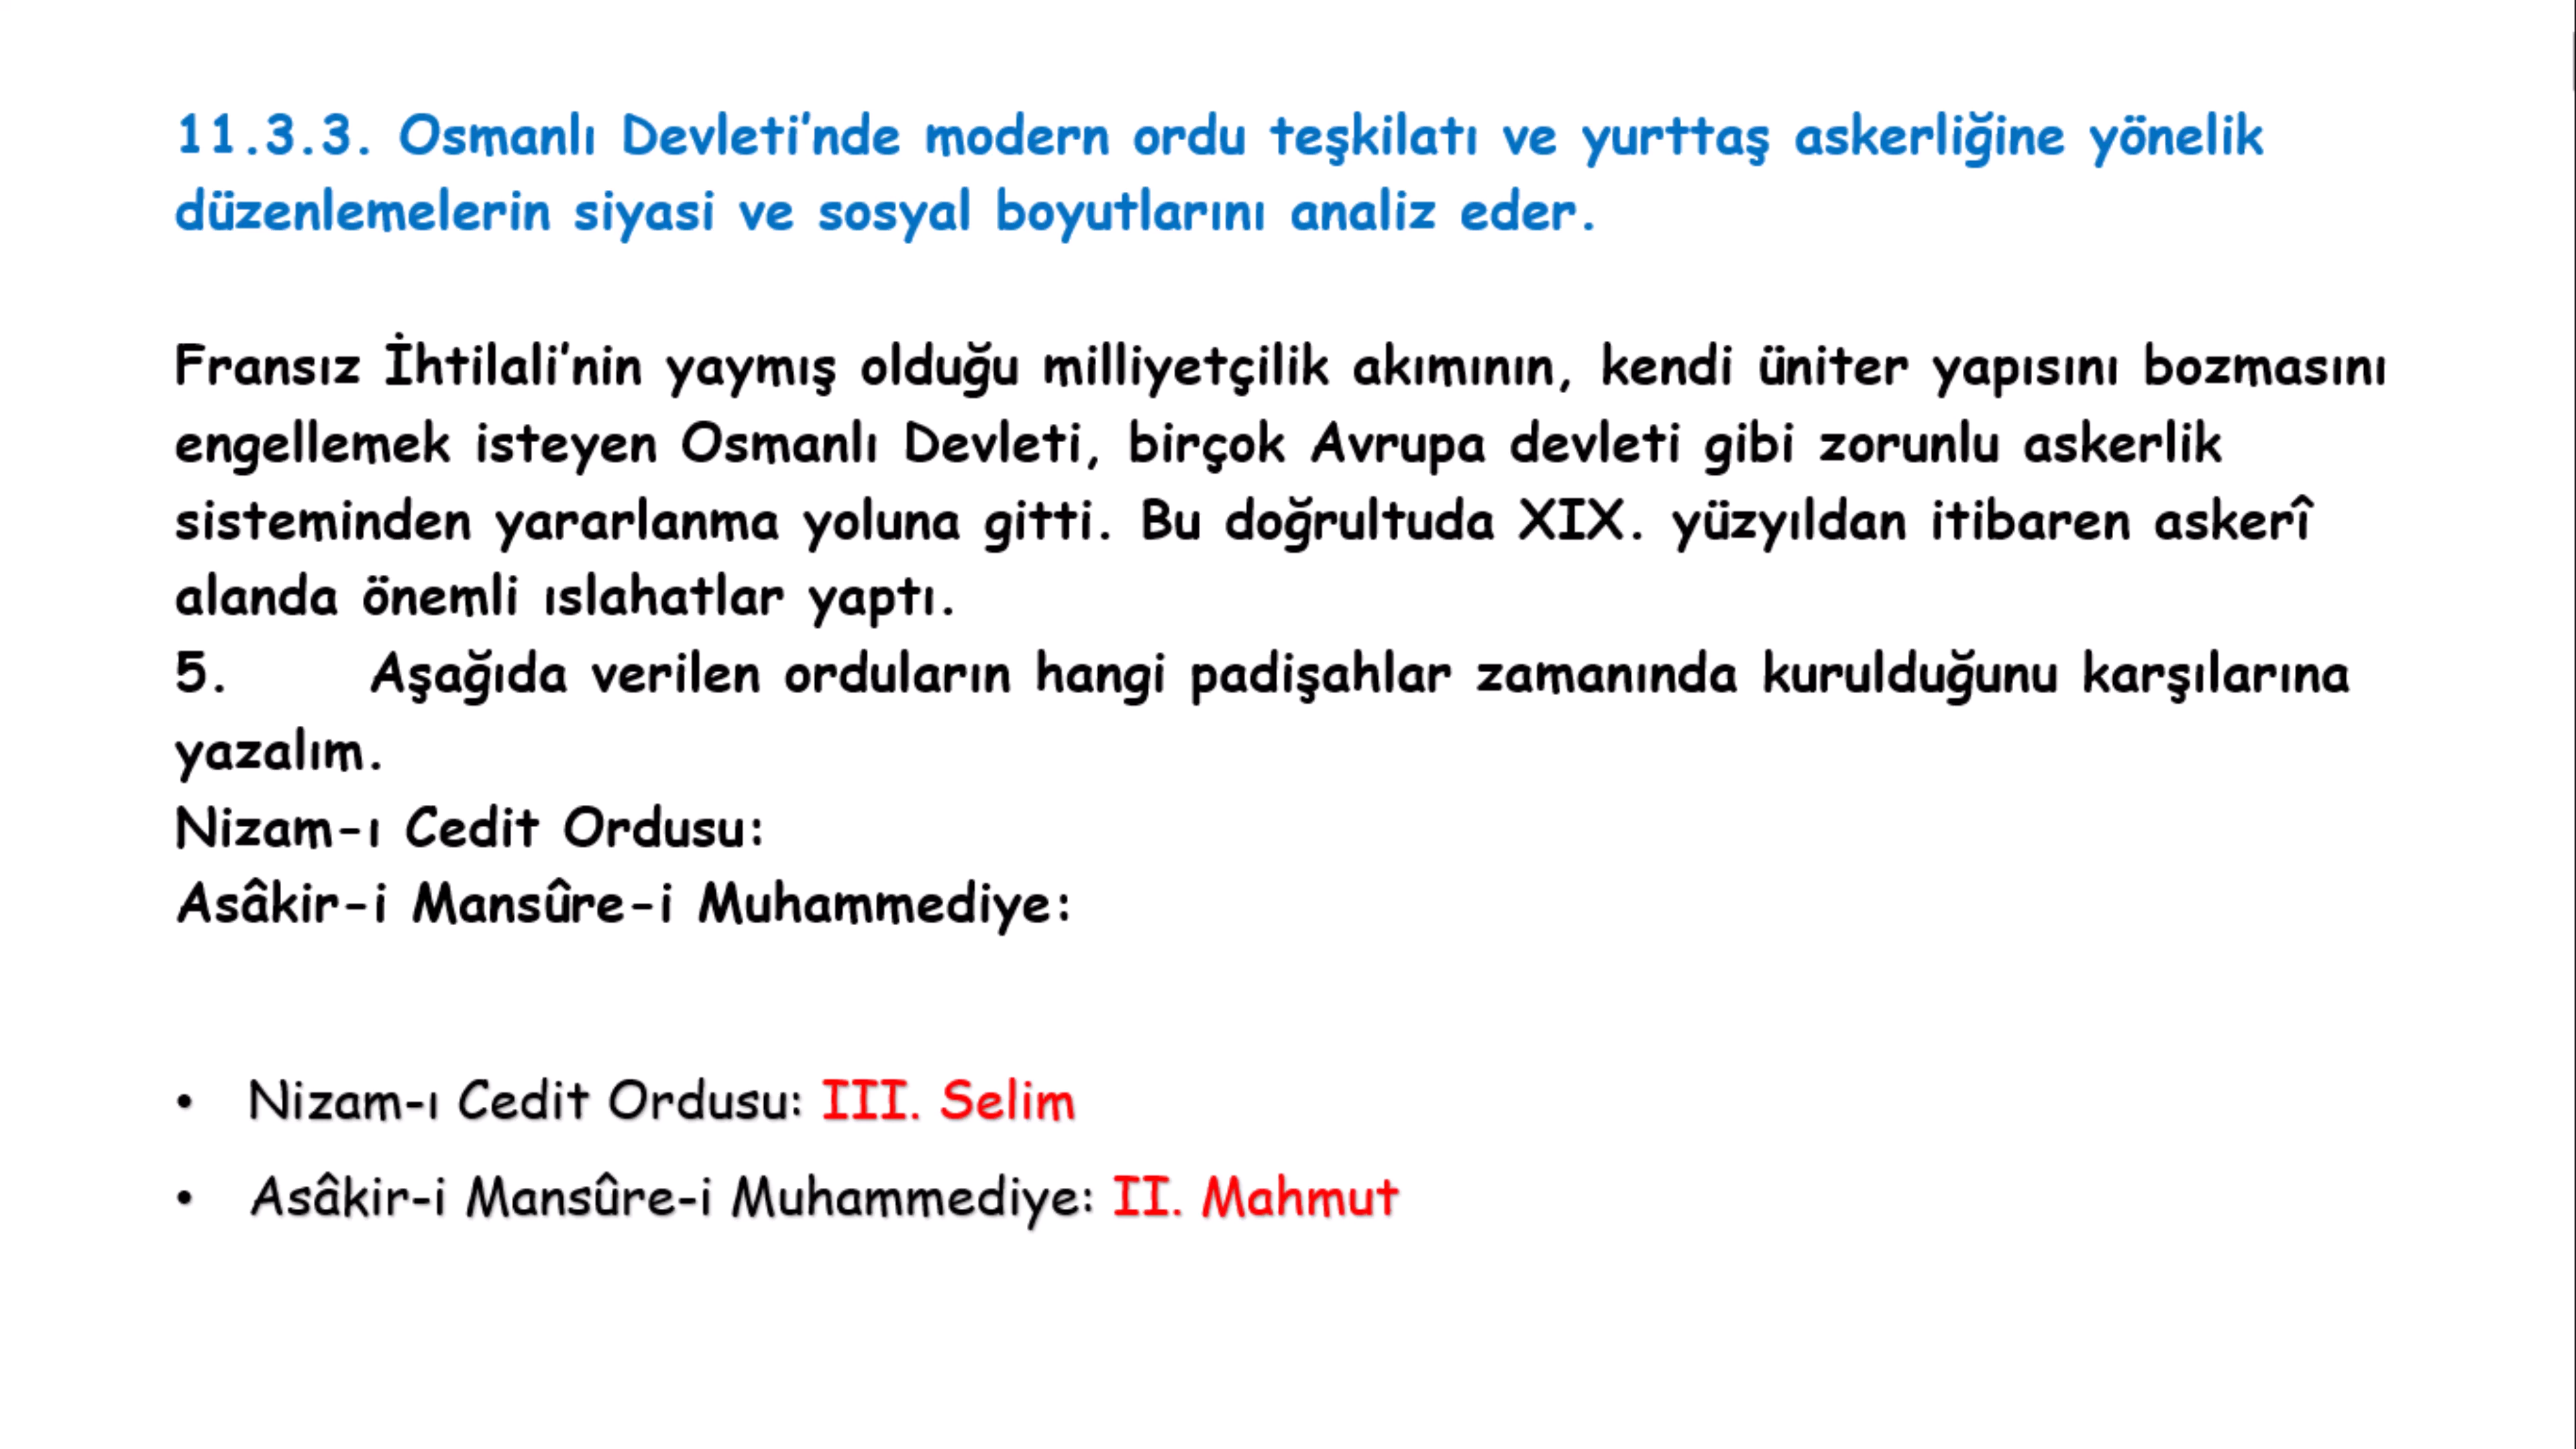 11.3.3. Osmanlı Devleti’nde modern ordu teşkilatı ve yurttaş askerliğine yönelik
düzenlemelerin siyasi ve sosyal boyutlarını analiz eder.
Fransız İhtilali’nin yaymış olduğu milliyetçilik akımının, kendi üniter yapısını bozmasını
engellemek isteyen Osmanlı Devleti, birçok Avrupa devleti gibi zorunlu askerlik
sisteminden yararlanma yoluna gitti. Bu doğrultuda XIX. yüzyıldan itibaren askerî
alanda önemli ıslahatlar yaptı.
5. Aşağıda verilen orduların hangi padişahlar zamanında kurulduğunu karşılarına
yazalım.
Nizam-ı Cedit Ordusu:
Asâkir-i Mansûre-i Muhammediye:
• Nizam-ı Cedit Ordusu: III. Selim
• Asâkir-i Mansûre-i Muhammediye: II. Mahmut